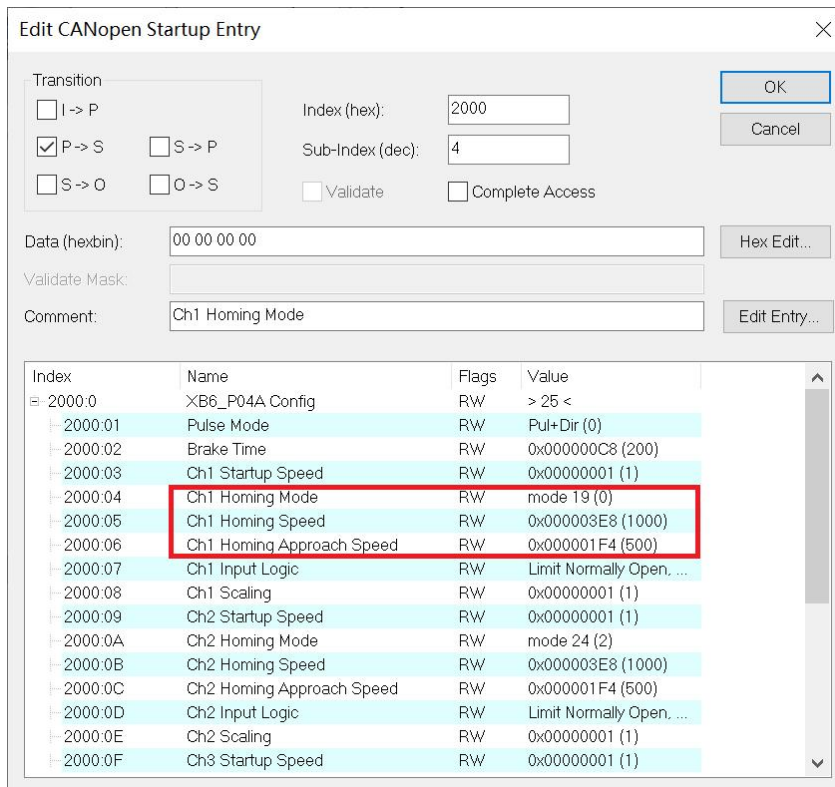 Edit CANopen Startup Entry
Transition
I -> P
P -> S
S -> P
S -> O
O -> S
Index (hex):
2000
Sub-Index (dec):
4
Validate
Complete Access
OK
Cancel
Data (hexbin):
00 00 00 00
Hex Edit...
Validate Mask:
Comment:
Ch1 Homing Mode
Edit Entry...
Index Name Flags Value
2000:0 XB6_P04A Config RW > 25 <
2000:01 Pulse Mode RW Pul+Dir (0)
2000:02 Brake Time RW 0x000000C8 (200)
2000:03 Ch1 Startup Speed RW 0x00000001 (1)
2000:04 Ch1 Homing Mode RW mode 19 (0)
2000:05 Ch1 Homing Speed RW 0x000003E8 (1000)
2000:06 Ch1 Homing Approach Speed RW 0x000001F4 (500)
2000:07 Ch1 Input Logic RW Limit Normally Open, ...
2000:08 Ch1 Scaling RW 0x00000001 (1)
2000:09 Ch2 Startup Speed RW 0x00000001 (1)
2000:0A Ch2 Homing Mode RW mode 24 (2)
2000:0B Ch2 Homing Speed RW 0x000003E8 (1000)
2000:0C Ch2 Homing Approach Speed RW 0x000001F4 (500)
2000:0D Ch2 Input Logic RW Limit Normally Open, ...
2000:0E Ch2 Scaling RW 0x00000001 (1)
2000:0F Ch3 Startup Speed RW 0x00000001 (1)